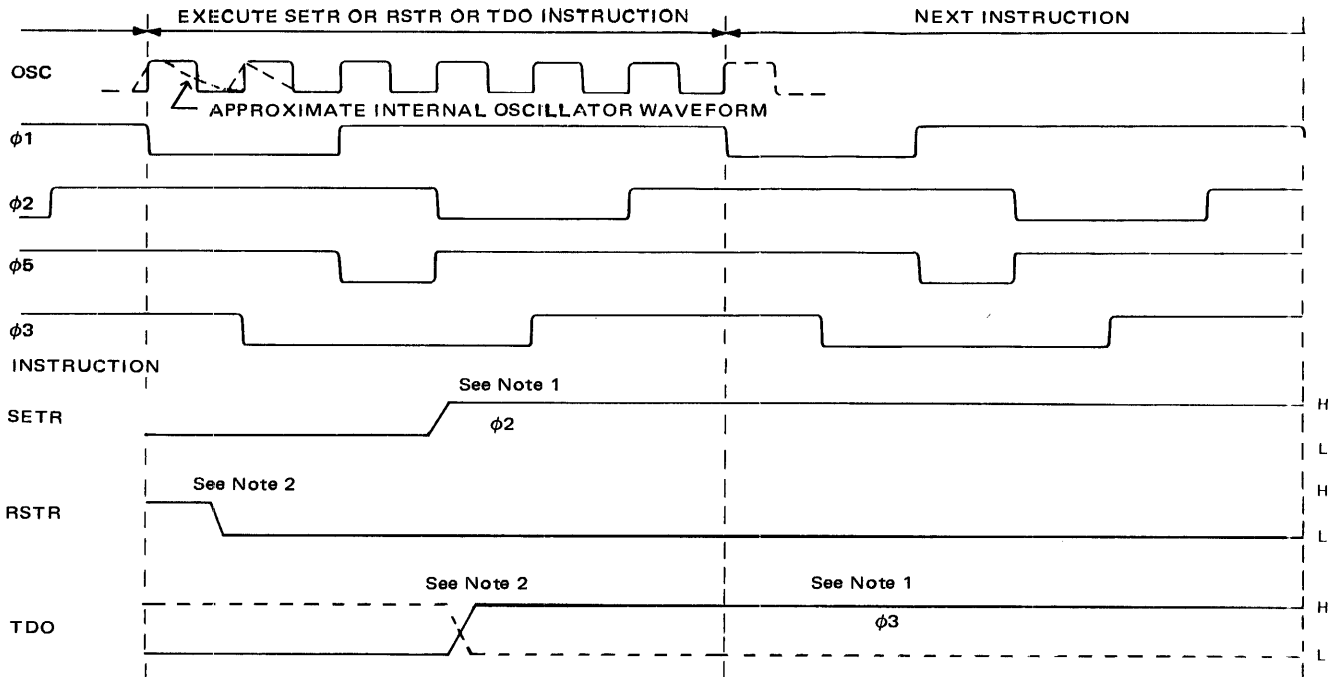 EXECUTE SETR OR RSTR OR TDO INSTRUCTION
NEXT INSTRUCTION
OSC
APPROXIMATE INTERNAL OSCILLATOR WAVEFORM
ϕ1
ϕ2
ϕ5
ϕ3
INSTRUCTION
See Note 1
SETR
ϕ2
H
L
See Note 2
RSTR
H
L
See Note 2
See Note 1
TDO
ϕ3
H
L